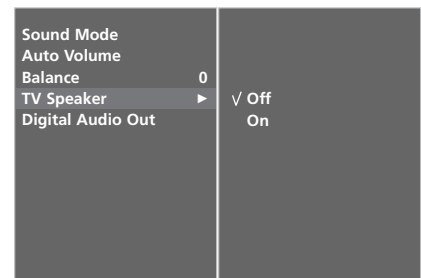 Sound Mode
Auto Volume
Balance 0
TV Speaker ►
Digital Audio Out
√ Off
On